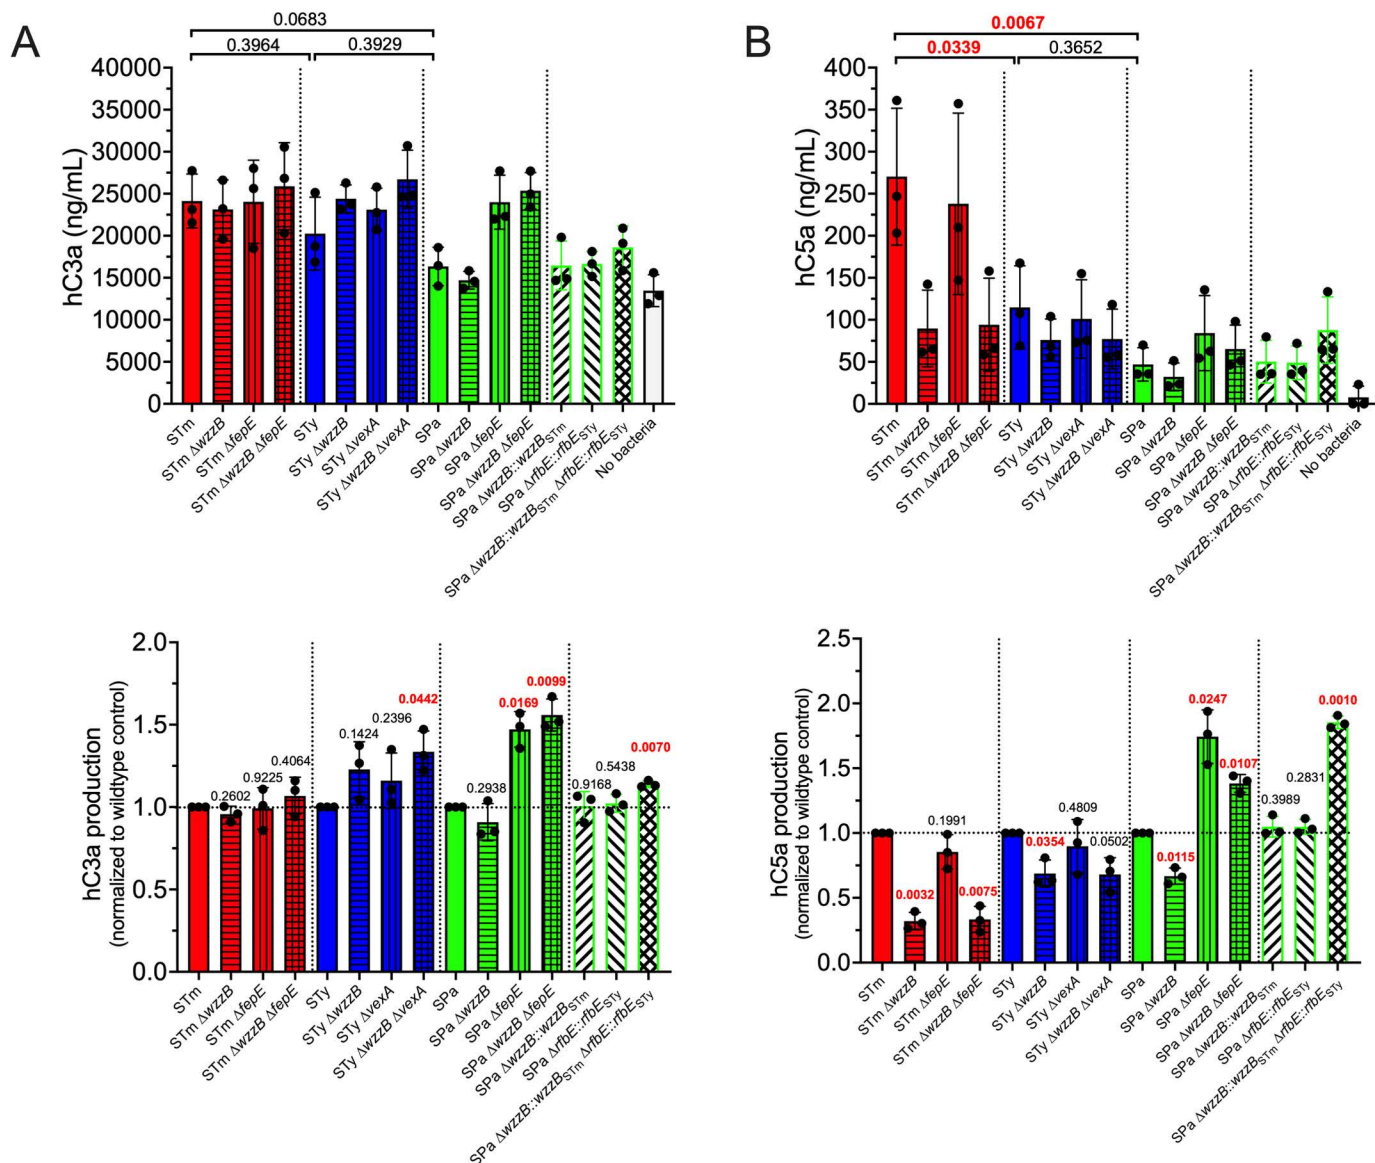 A
0.0683
0.3964
0.3929
hC3a (ng/mL)
40000
35000
30000
25000
20000
15000
10000
5000
0
STm
STm ΔwzzB
STm ΔfepE
STm ΔwzzB ΔfepE
STy
STy ΔwzzB
STy ΔvexA
STy ΔwzzB ΔvexA
SPa
SPa ΔwzzB
SPa ΔfepE
SPa ΔwzzB ΔfepE
SPa ΔwzzB::wzzBSTm
SPa ΔrfbE::rfbESTy
SPa ΔwzzB::wzzBSTm ΔrfbE::rfbESTy
No bacteria
B
0.0067
0.0339
0.3652
hC5a (ng/mL)
400
350
300
250
200
150
100
50
0
STm
STm ΔwzzB
STm ΔfepE
STm ΔwzzB ΔfepE
STy
STy ΔwzzB
STy ΔvexA
STy ΔwzzB ΔvexA
SPa
SPa ΔwzzB
SPa ΔfepE
SPa ΔwzzB ΔfepE
SPa ΔwzzB::wzzBSTm
SPa ΔrfbE::rfbESTy
SPa ΔwzzB::wzzBSTm ΔrfbE::rfbESTy
No bacteria
hC3a production
(normalized to wildtype control)
2.0
1.5
1.0
0.5
0.0
0.2602
0.9225
0.4064
0.1424
0.2396
0.0442
0.2938
0.0169
0.0099
0.9168
0.5438
0.0070
STm
STm ΔwzzB
STm ΔfepE
STm ΔwzzB ΔfepE
STy
STy ΔwzzB
STy ΔvexA
STy ΔwzzB ΔvexA
SPa
SPa ΔwzzB
SPa ΔfepE
SPa ΔwzzB ΔfepE
SPa ΔwzzB::wzzBSTm
SPa ΔrfbE::rfbESTy
SPa ΔwzzB::wzzBSTm ΔrfbE::rfbESTy
hC5a production
(normalized to wildtype control)
2.5
2.0
1.5
1.0
0.5
0.0
0.0032
0.1991
0.0075
0.0354
0.4809
0.0502
0.0115
0.0247
0.0107
0.3989
0.2831
0.0010
STm
STm ΔwzzB
STm ΔfepE
STm ΔwzzB ΔfepE
STy
STy ΔwzzB
STy ΔvexA
STy ΔwzzB ΔvexA
SPa
SPa ΔwzzB
SPa ΔfepE
SPa ΔwzzB ΔfepE
SPa ΔwzzB::wzzBSTm
SPa ΔrfbE::rfbESTy
SPa ΔwzzB::wzzBSTm ΔrfbE::rfbESTy